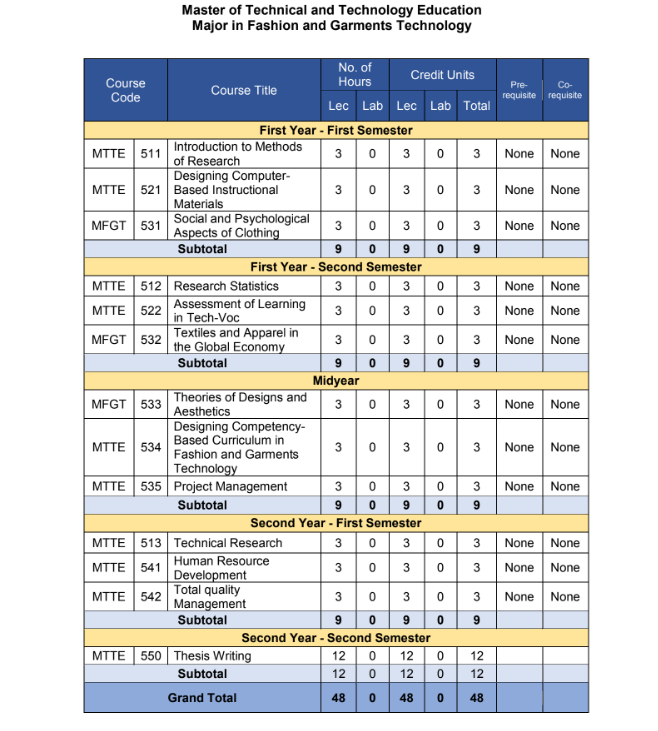 Master of Technical and Technology Education
Major in Fashion and Garments Technology
Course Code Course Title No. of Hours Credit Units Pre-requisite Co-requisite
Lec Lab Lec Lab Total
First Year - First Semester
MTTE 511 Introduction to Methods of Research 3 0 3 0 3 None None
MTTE 521 Designing Computer-Based Instructional Materials 3 0 3 0 3 None None
MFGT 531 Social and Psychological Aspects of Clothing 3 0 3 0 3 None None
Subtotal 9 0 9 0 9
First Year - Second Semester
MTTE 512 Research Statistics 3 0 3 0 3 None None
MTTE 522 Assessment of Learning in Tech-Voc 3 0 3 0 3 None None
MFGT 532 Textiles and Apparel in the Global Economy 3 0 3 0 3 None None
Subtotal 9 0 9 0 9
Midyear
MFGT 533 Theories of Designs and Aesthetics 3 0 3 0 3 None None
MTTE 534 Designing Competency-Based Curriculum in Fashion and Garments Technology 3 0 3 0 3 None None
MTTE 535 Project Management 3 0 3 0 3 None None
Subtotal 9 0 9 0 9
Second Year - First Semester
MTTE 513 Technical Research 3 0 3 0 3 None None
MTTE 541 Human Resource Development 3 0 3 0 3 None None
MTTE 542 Total quality Management 3 0 3 0 3 None None
Subtotal 9 0 9 0 9
Second Year - Second Semester
MTTE 550 Thesis Writing 12 0 12 0 12
Subtotal 12 0 12 0 12
Grand Total 48 0 48 0 48